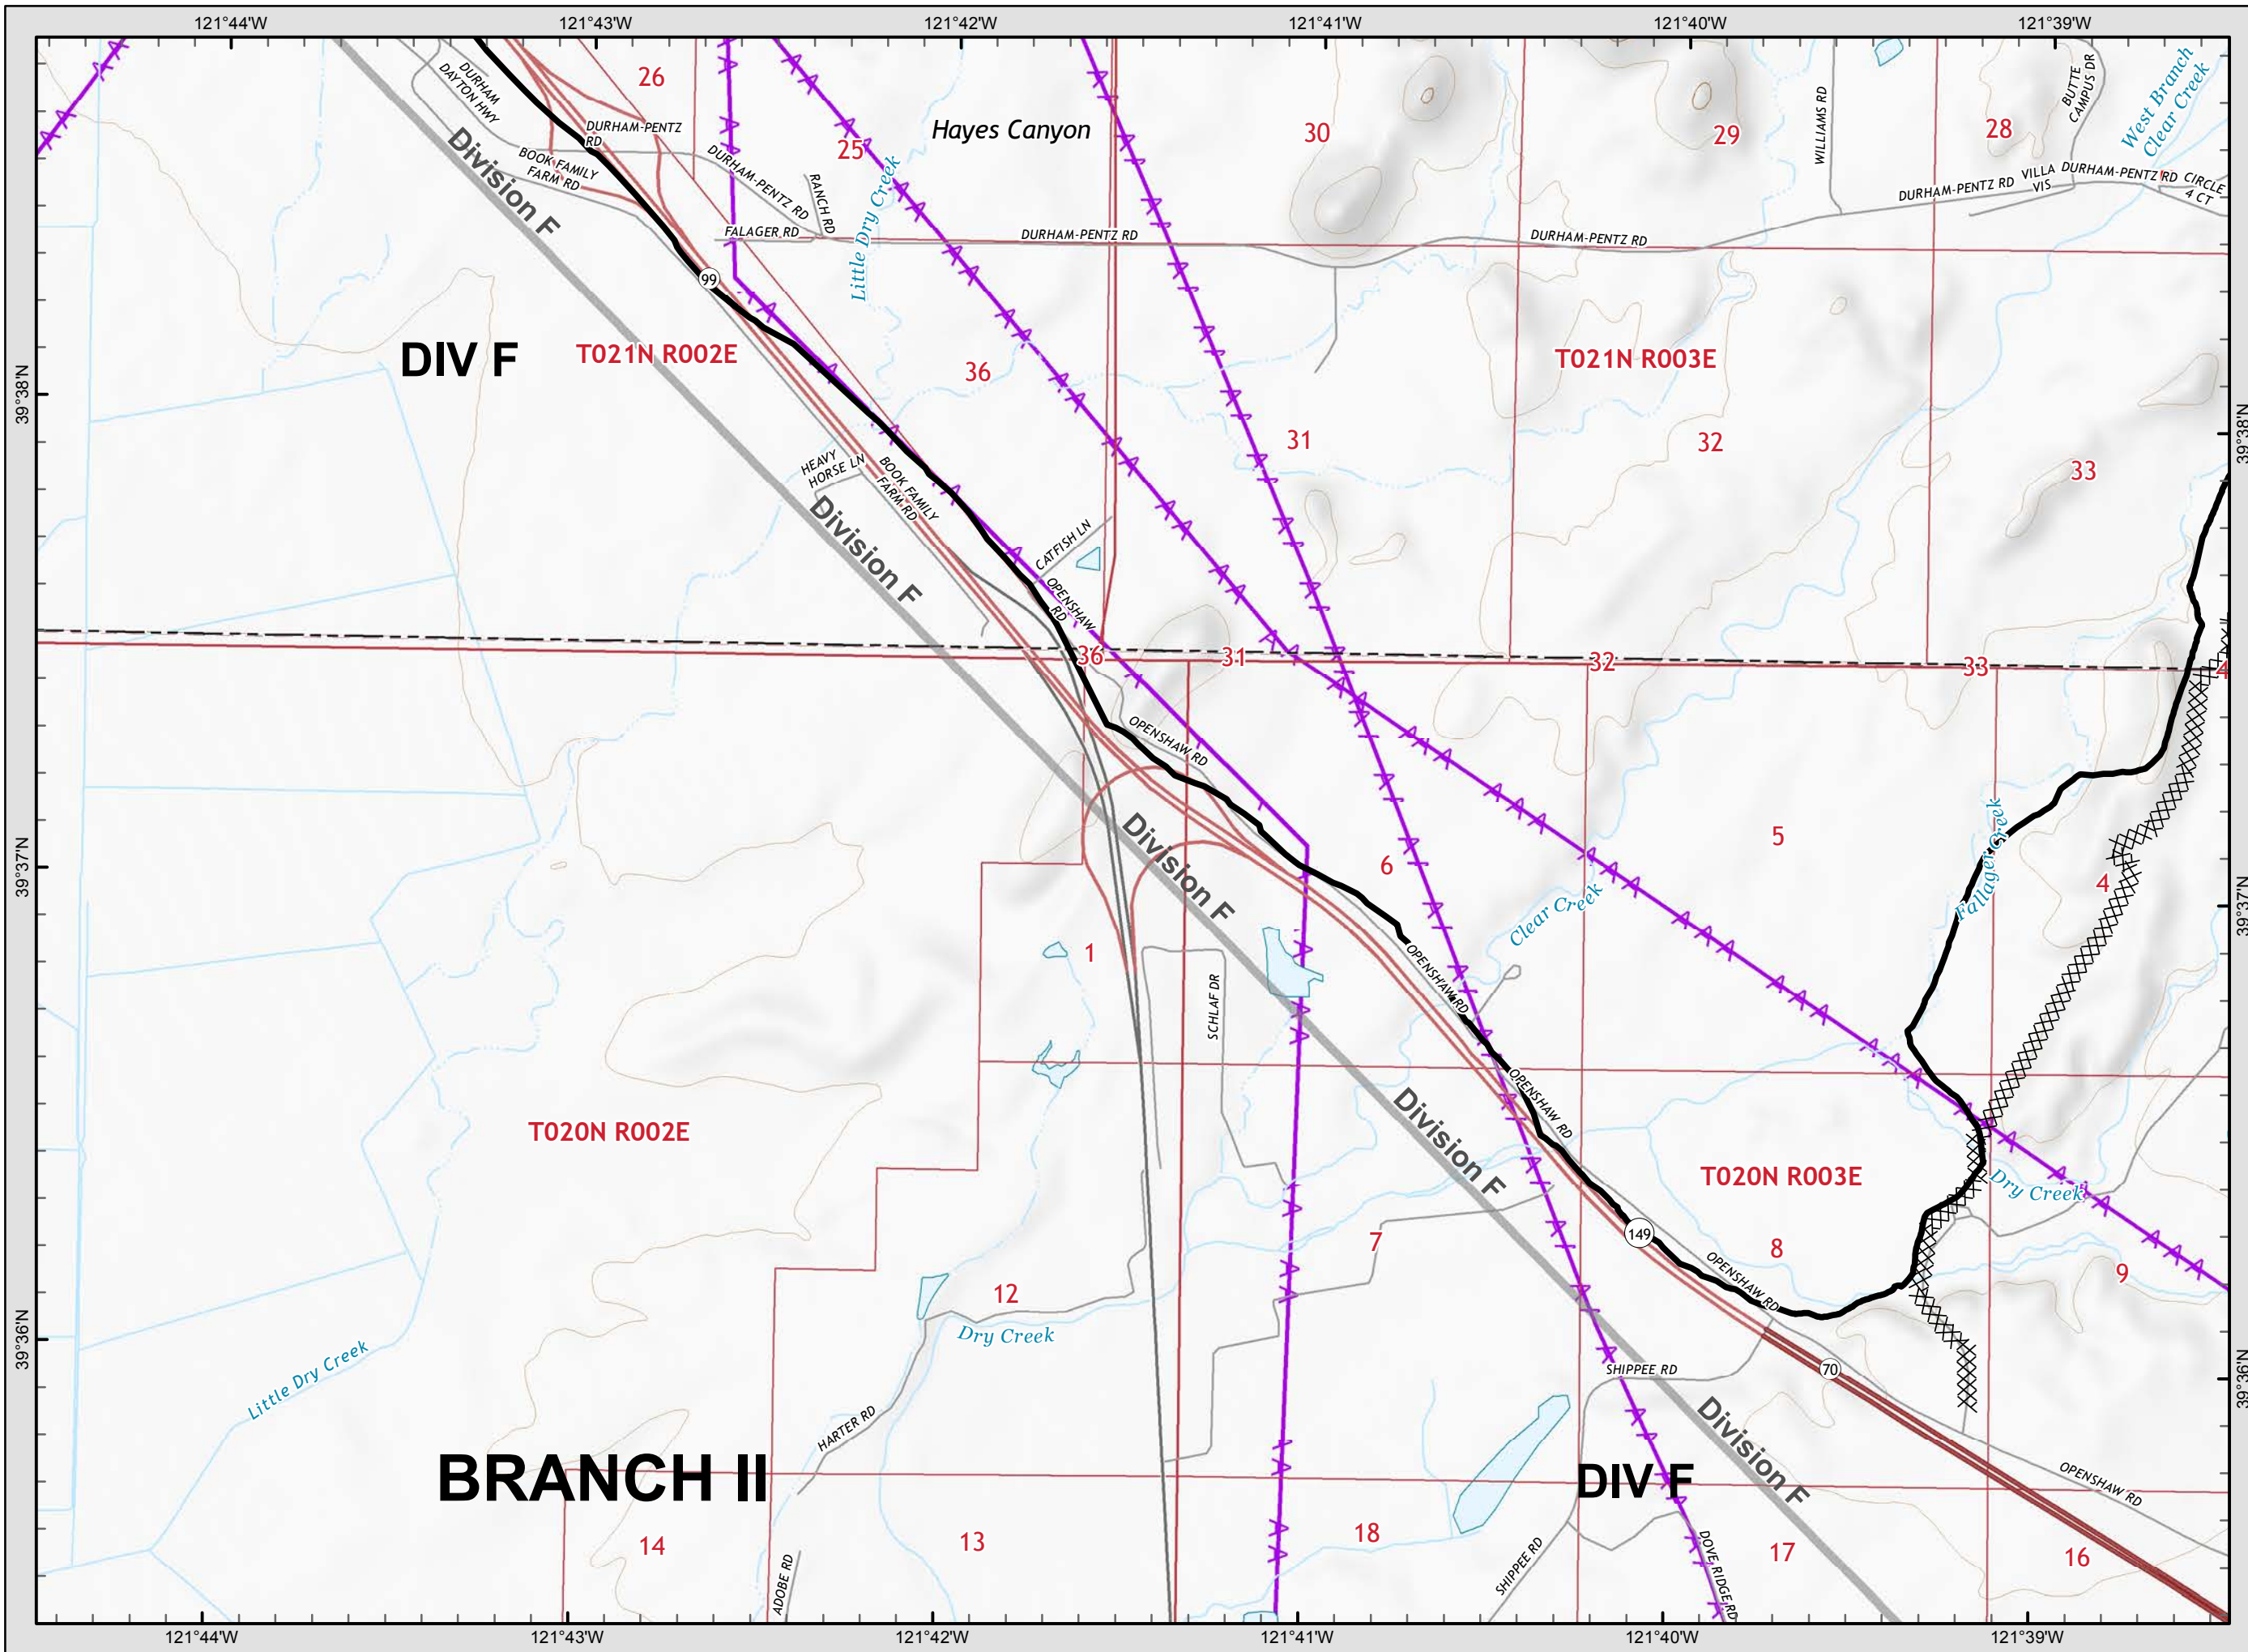 121°44'W
121°43'W
121°42'W
121°41'W
121°40'W
121°39'W
26
DURHAM
DAYTON HWY
DURHAM-PENTZ
RD
BOOK FAMILY
FARM RD
Division F
25
Hayes Canyon
30
29
28
WILLIAMS RD
BUTTE
CAMPUS DR
West Branch
Clear Creek
DURHAM-PENTZ RD
RANCH RD
FALAGER RD
Little Dry Creek
DURHAM-PENTZ RD
DURHAM-PENTZ RD
DURHAM-PENTZ RD
VILLA
VIS
DURHAM-PENTZ RD
CIRCLE
4 CT
99
DIV F
T021N R002E
36
T021N R003E
39°38'N
39°38'N
31
32
33
HEAVY
HORSE LN
BOOK FAMILY
FARM RD
Division F
CATFISH LN
OPENSHAW
RD
36
31
32
33
4
OPENSHAW RD
Division F
39°37'N
39°37'N
6
5
4
Fallager Creek
Clear Creek
1
SCHLAF DR
OPENSHAW RD
OPENSHAW RD
Division F
T020N R002E
T020N R003E
Dry Creek
7
149
8
9
OPENSHAW RD
12
Dry Creek
39°36'N
39°36'N
Little Dry Creek
SHIPPEE RD
70
HARTER RD
Division F
BRANCH II
DIV F
OPENSHAW RD
14
13
18
17
16
ADOBE RD
SHIPPEE RD
DOVE RIDGE RD
121°44'W
121°43'W
121°42'W
121°41'W
121°40'W
121°39'W